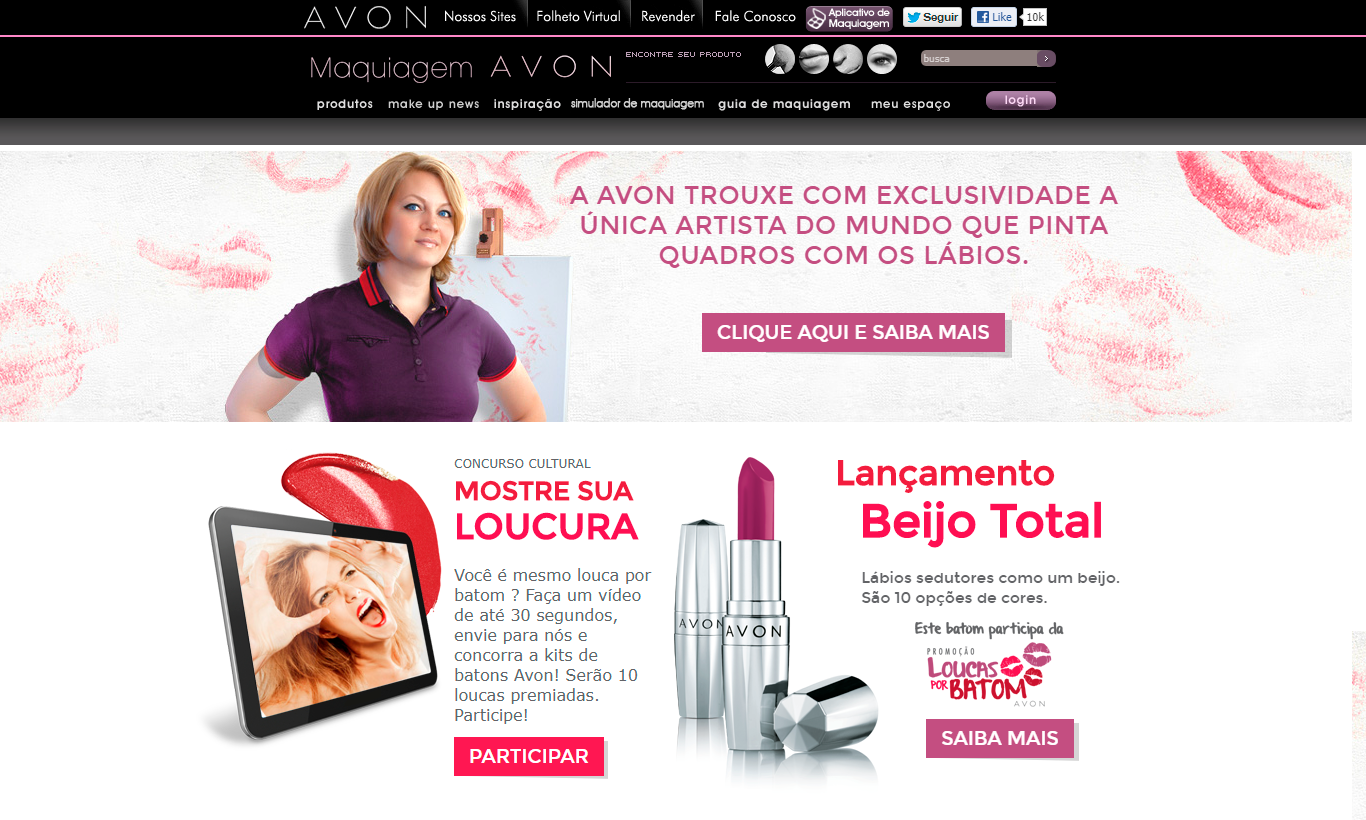 AVON Nossos Sites Folheto Virtual Revender Fale Conosco Aplicativo de Maquiagem Seguir Like 10k
Maquiagem AVON ENCONTRE SEU PRODUTO busca
produtos make up news inspiração simulador de maquiagem guia de maquiagem meu espaço login
A AVON TROUXE COM EXCLUSIVIDADE A
ÚNICA ARTISTA DO MUNDO QUE PINTA
QUADROS COM OS LÁBIOS.
CLIQUE AQUI E SAIBA MAIS
CONCURSO CULTURAL
MOSTRE SUA
LOUCURA
Você é mesmo louca por
batom ? Faça um vídeo
de até 30 segundos,
envie para nós e
concorra a kits de
batons Avon! Serão 10
loucas premiadas.
Participe!
PARTICIPAR
AVON
AVON
Lançamento
Beijo Total
Lábios sedutores como um beijo.
São 10 opções de cores.
Este batom participa da
PROMOÇÃO
LOUCAS
POR BATOM
AVON
SAIBA MAIS